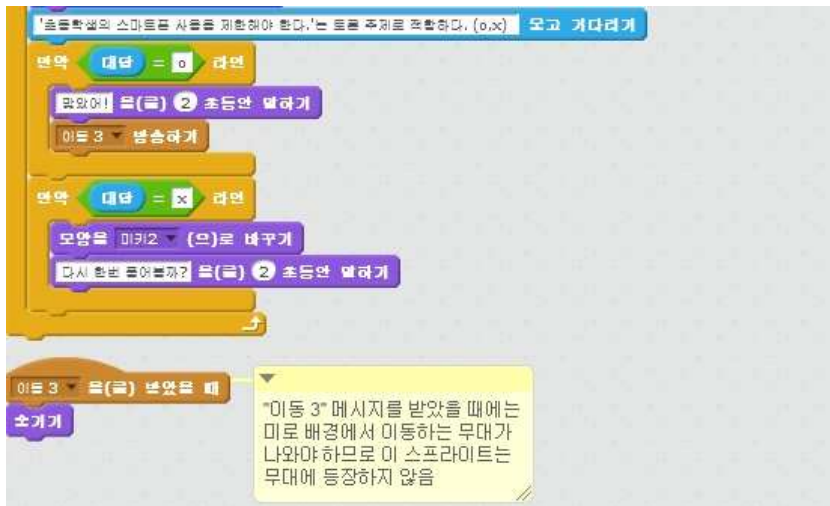 '초등학생의 스마트폰 사용을 제한해야 한다.'는 토론 주제로 적합하다. (o,x) 묻고 기다리기
만약 대답 = o 라면
맞았어! 을(를) 2 초동안 말하기
이동 3 방송하기
만약 대답 = x 라면
모양을 미키2 (으)로 바꾸기
다시 한번 풀어볼까? 을(를) 2 초동안 말하기
이동 3 을(를) 받았을 때
숨기기
"이동 3" 메시지를 받았을 때에는
미로 배경에서 이동하는 무대가
나와야 하므로 이 스프라이트는
무대에 등장하지 않음